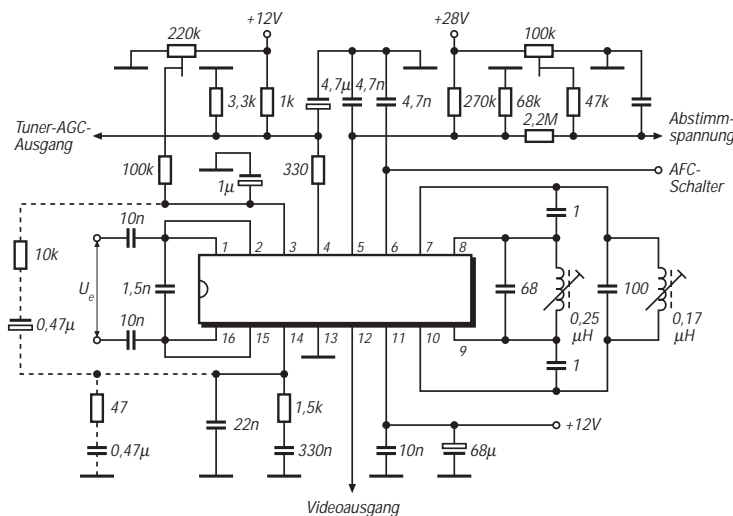 220k
+12V
+28V
100k
3,3k
1k
4,7µ
4,7n
4,7n
270k
68k
47k
2,2M
Tuner-AGC-
Ausgang
Abstimm-
spannung
100k
1µ
330
AFC-
Schalter
10n
10k
U_e
1,5n
0,47µ
10n
1 2 3 4 5 6 7 8
16 15 14 13 12 11 10 9
1
68
0,25
µH
100
0,17
µH
1
47
0,47µ
22n
1,5k
330n
10n
68µ
+12V
Videoausgang